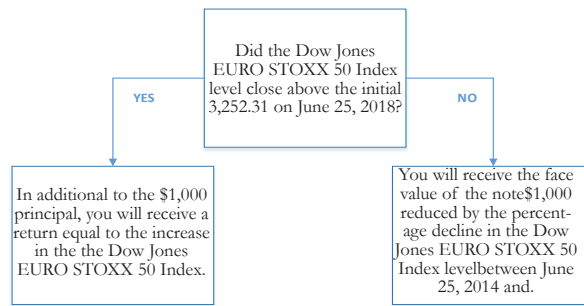 Did the Dow Jones
EURO STOXX 50 Index
level close above the initial
3,252.31 on June 25, 2018?
YES
NO
In additional to the $1,000
principal, you will receive a
return equal to the increase
in the the Dow Jones
EURO STOXX 50 Index.
You will receive the face
value of the note$1,000
reduced by the percent-
age decline in the Dow
Jones EURO STOXX 50
Index levelbetween June
25, 2014 and.